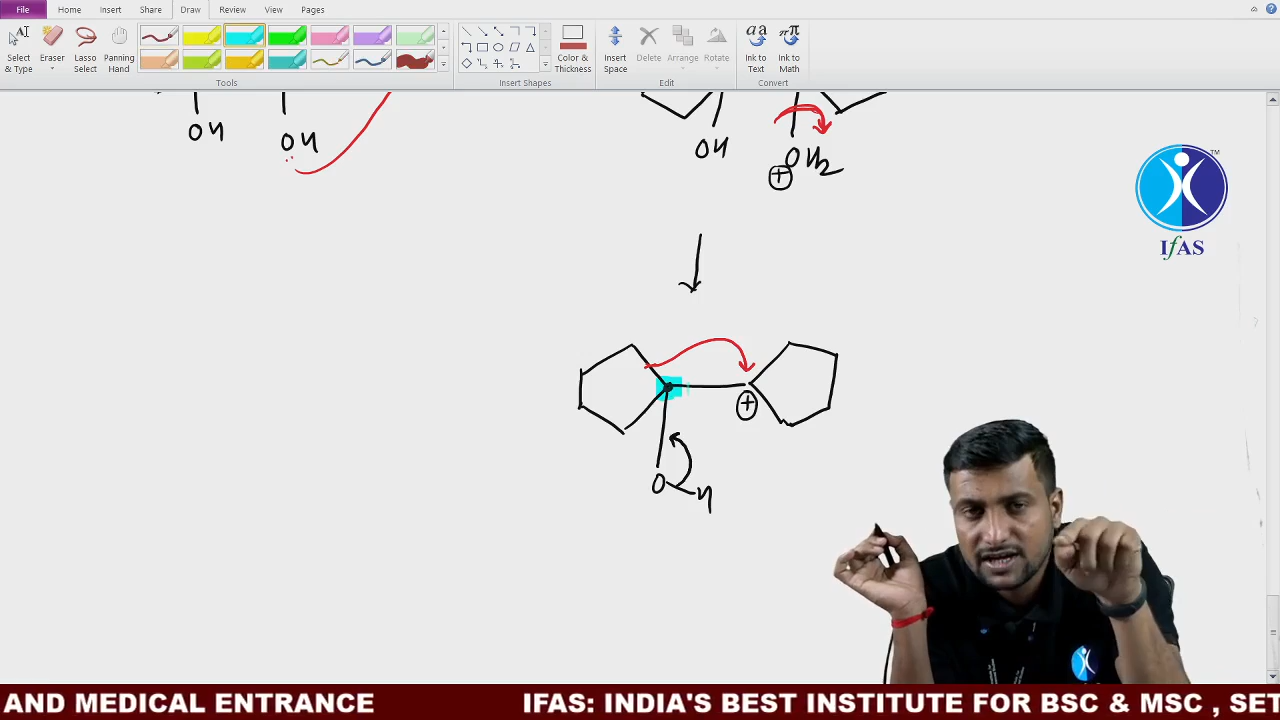 File Home Insert Share Draw Review View Pages
Select & Type Eraser Lasso Select Panning Hand Color & Thickness Insert Space Delete Arrange Rotate Ink to Text Ink to Math
Tools Insert Shapes Edit Convert
OH OH OH ⊕OH2
TM
IFAS
⊕
O H
AND MEDICAL ENTRANCE IFAS: INDIA'S BEST INSTITUTE FOR BSC & MSC , SET